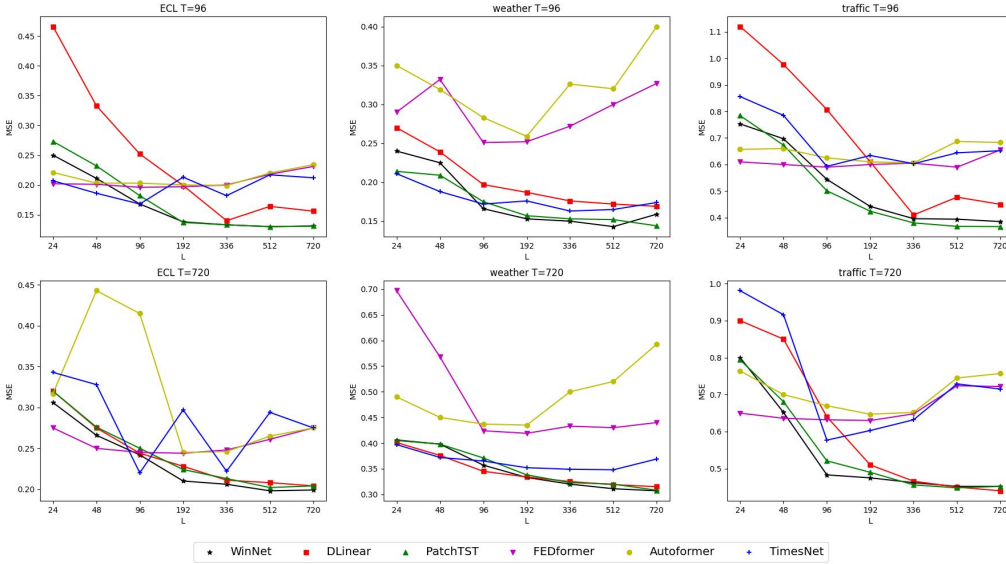 ECL T=96
weather T=96
traffic T=96
0.45
0.40
0.35
0.30
0.25
0.20
0.15
MSE
24 48 96 192 336 512 720
L
0.40
0.35
0.30
0.25
0.20
0.15
MSE
24 48 96 192 336 512 720
L
1.1
1.0
0.9
0.8
0.7
0.6
0.5
0.4
MSE
24 48 96 192 336 512 720
L
ECL T=720
weather T=720
traffic T=720
0.45
0.40
0.35
0.30
0.25
0.20
MSE
24 48 96 192 336 512 720
L
0.70
0.65
0.60
0.55
0.50
0.45
0.40
0.35
0.30
MSE
24 48 96 192 336 512 720
L
1.0
0.9
0.8
0.7
0.6
0.5
MSE
24 48 96 192 336 512 720
L
WinNet DLinear PatchTST FEDformer Autoformer TimesNet